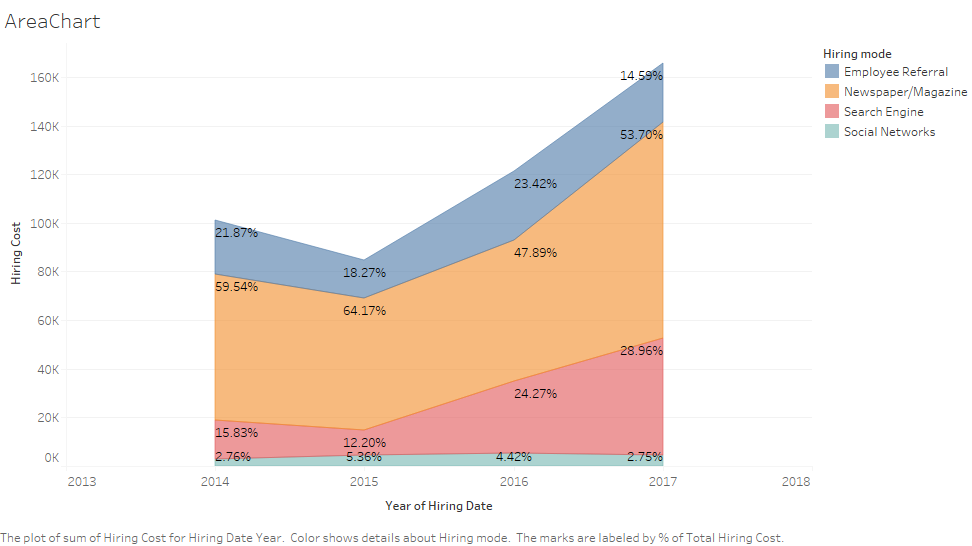 AreaChart
Hiring mode
Employee Referral
Newspaper/Magazine
Search Engine
Social Networks
160K
140K
120K
100K
80K
60K
40K
20K
0K
Hiring Cost
14.59%
53.70%
23.42%
21.87%
47.89%
18.27%
59.54%
64.17%
28.96%
24.27%
15.83%
12.20%
2.76%
5.36%
4.42%
2.75%
2013
2014
2015
2016
2017
2018
Year of Hiring Date
The plot of sum of Hiring Cost for Hiring Date Year.  Color shows details about Hiring mode.  The marks are labeled by % of Total Hiring Cost.